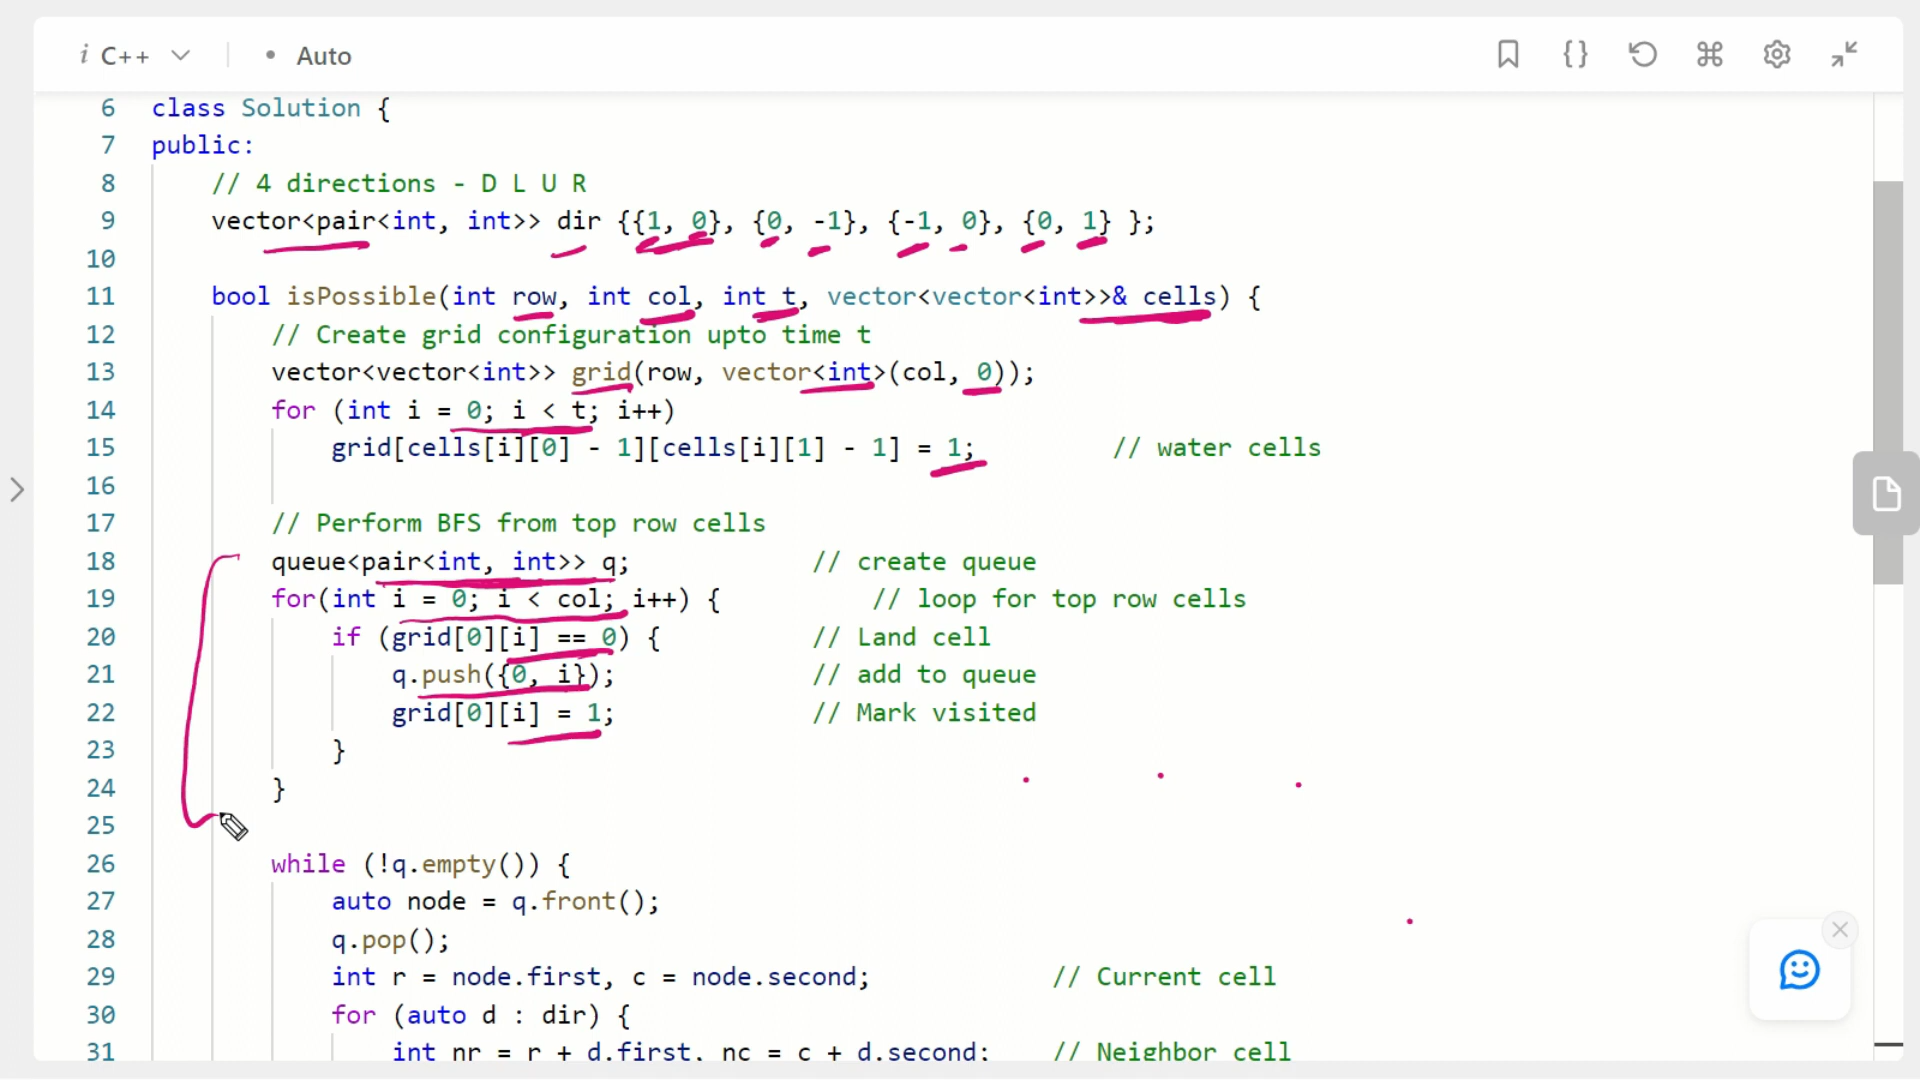 i C++ • Auto
6 class Solution {
7 public:
8 // 4 directions - D L U R
9 vector<pair<int, int>> dir {{1, 0}, {0, -1}, {-1, 0}, {0, 1} };
10
11 bool isPossible(int row, int col, int t, vector<vector<int>>& cells) {
12 // Create grid configuration upto time t
13 vector<vector<int>> grid(row, vector<int>(col, 0));
14 for (int i = 0; i < t; i++)
15 grid[cells[i][0] - 1][cells[i][1] - 1] = 1; // water cells
16
17 // Perform BFS from top row cells
18 queue<pair<int, int>> q; // create queue
19 for(int i = 0; i < col; i++) { // loop for top row cells
20 if (grid[0][i] == 0) { // Land cell
21 q.push({0, i}); // add to queue
22 grid[0][i] = 1; // Mark visited
23 }
24 }
25
26 while (!q.empty()) {
27 auto node = q.front();
28 q.pop();
29 int r = node.first, c = node.second; // Current cell
30 for (auto d : dir) {
31 int nr = r + d.first, nc = c + d.second; // Neighbor cell